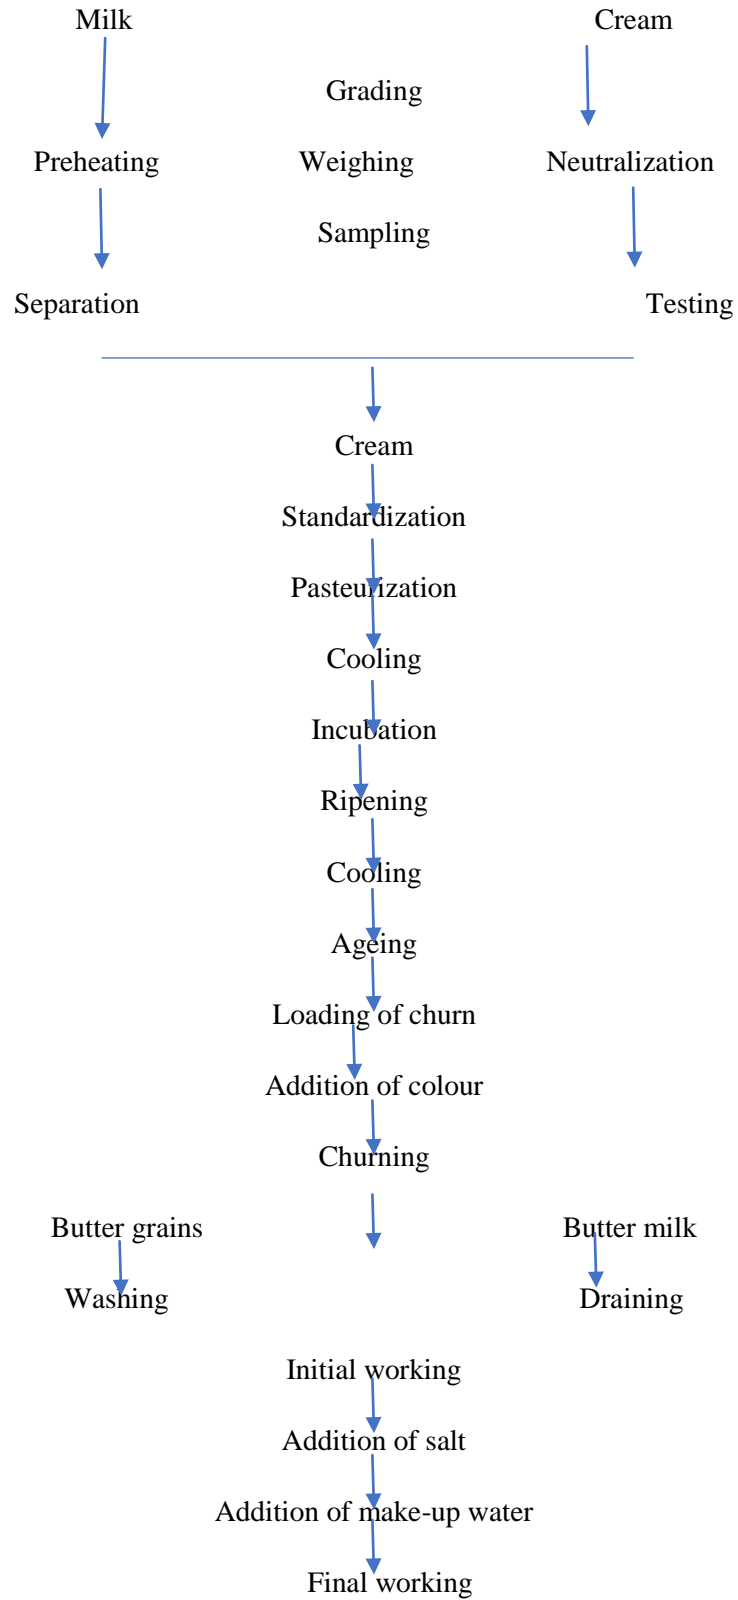 Milk Cream
Grading
Preheating Weighing Neutralization
Sampling
Separation Testing
Cream
Standardization
Pasteurization
Cooling
Incubation
Ripening
Cooling
Ageing
Loading of churn
Addition of colour
Churning
Butter grains Butter milk
Washing Draining
Initial working
Addition of salt
Addition of make-up water
Final working